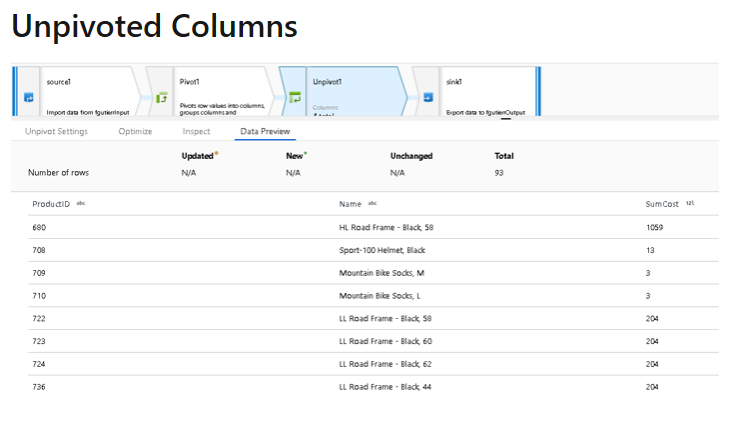 Unpivoted Columns
source1 Pivot1 Unpivot1 sink1
Import data from fgutierInput Pivots row values into columns, groups columns and Columns: Export data to fgutierOutput
Unpivot Settings Optimize Inspect Data Preview
Updated* New* Unchanged Total
Number of rows N/A N/A N/A 93
ProductID abc Name abc SumCost 123
680 HL Road Frame - Black, 58 1059
708 Sport-100 Helmet, Black 13
709 Mountain Bike Socks, M 3
710 Mountain Bike Socks, L 3
722 LL Road Frame - Black, 58 204
723 LL Road Frame - Black, 60 204
724 LL Road Frame - Black, 62 204
736 LL Road Frame - Black, 44 204